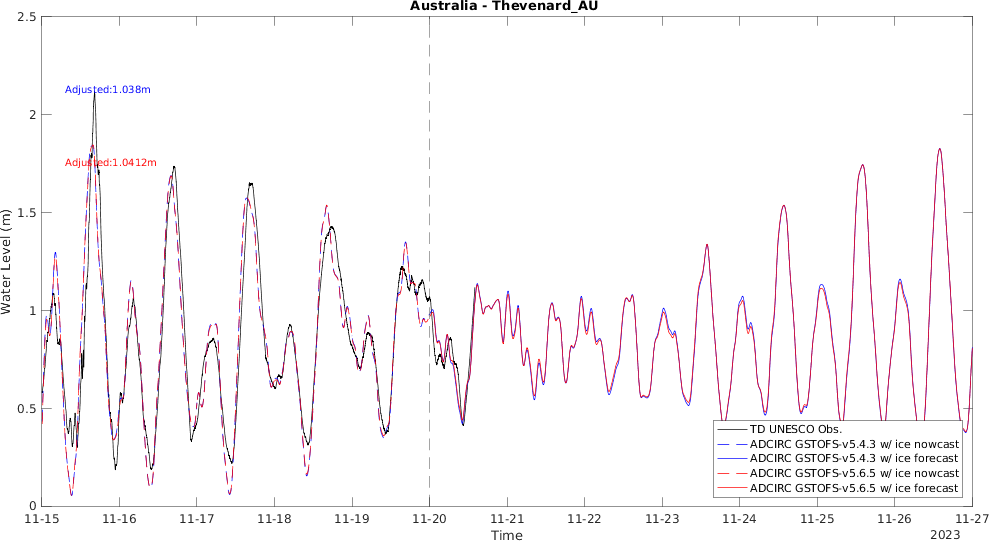 Australia - Thevenard_AU
2.5
Adjusted:1.038m
2
Adjusted:1.0412m
1.5
Water Level (m)
1
0.5
TD UNESCO Obs.
ADCIRC GSTOFS-v5.4.3 w/ ice nowcast
ADCIRC GSTOFS-v5.4.3 w/ ice forecast
ADCIRC GSTOFS-v5.6.5 w/ ice nowcast
ADCIRC GSTOFS-v5.6.5 w/ ice forecast
0
11-15 11-16 11-17 11-18 11-19 11-20 11-21 11-22 11-23 11-24 11-25 11-26 11-27
Time
2023